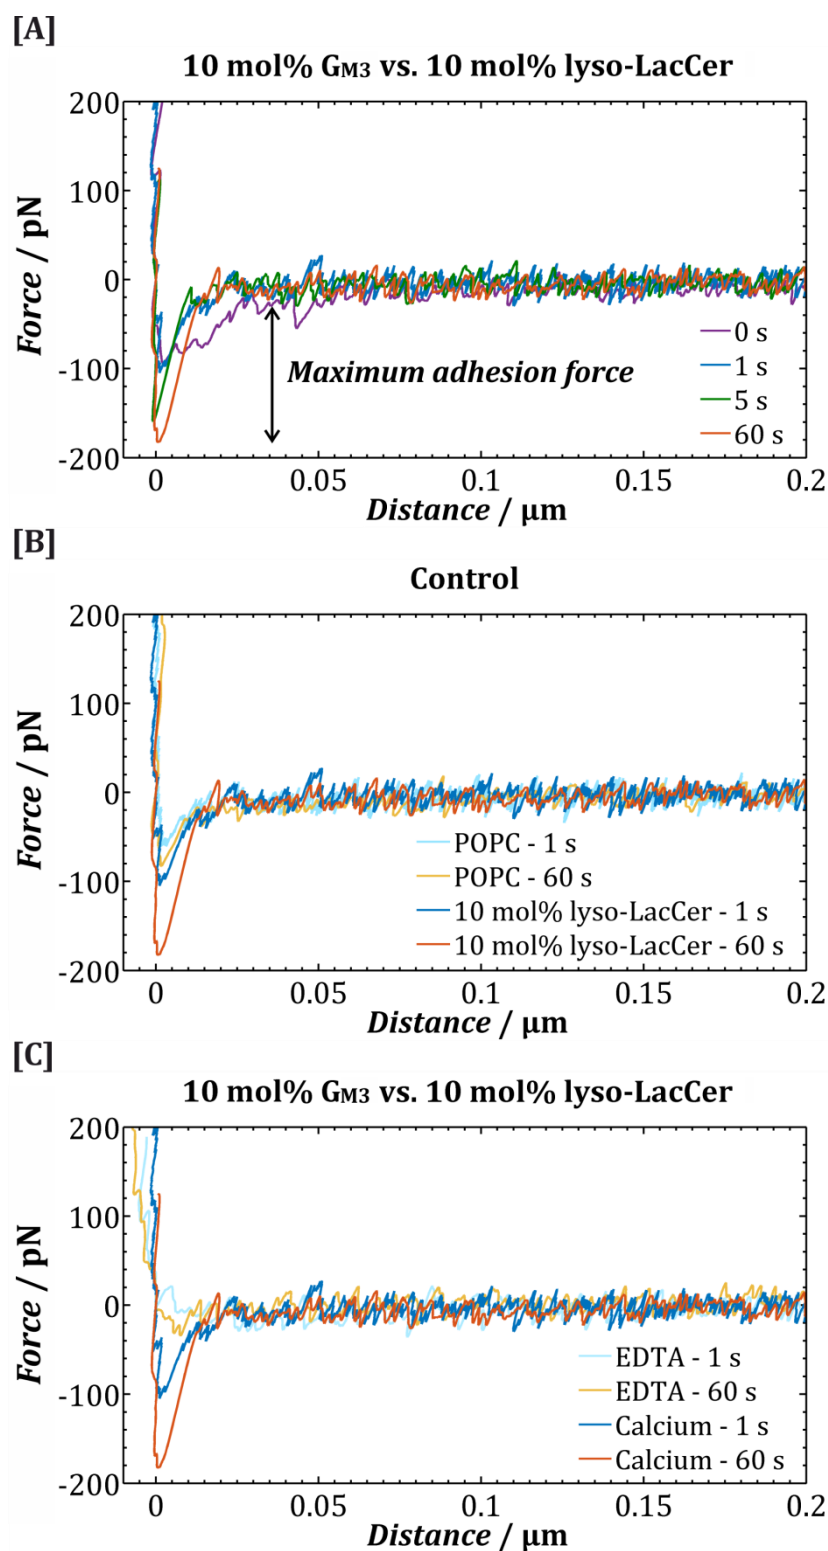 [A]
10 mol% GM3 vs. 10 mol% lyso-LacCer
200
100
0
-100
-200
Force / pN
Maximum adhesion force
0 s
1 s
5 s
60 s
0 0.05 0.1 0.15 0.2
Distance / μm
[B]
Control
200
100
0
-100
-200
Force / pN
POPC - 1 s
POPC - 60 s
10 mol% lyso-LacCer - 1 s
10 mol% lyso-LacCer - 60 s
0 0.05 0.1 0.15 0.2
Distance / μm
[C]
10 mol% GM3 vs. 10 mol% lyso-LacCer
200
100
0
-100
-200
Force / pN
EDTA - 1 s
EDTA - 60 s
Calcium - 1 s
Calcium - 60 s
0 0.05 0.1 0.15 0.2
Distance / μm